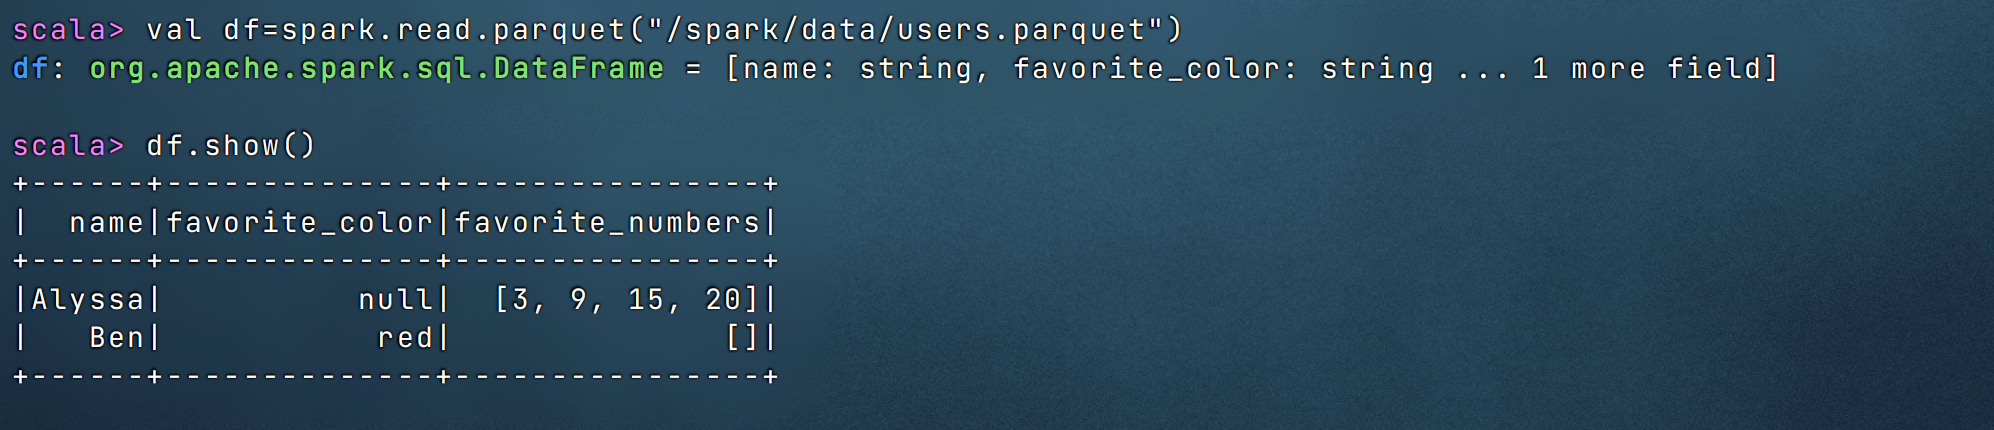 scala> val df=spark.read.parquet("/spark/data/users.parquet")
df: org.apache.spark.sql.DataFrame = [name: string, favorite_color: string ... 1 more field]

scala> df.show()
+------+--------------+----------------+
|  name|favorite_color|favorite_numbers|
+------+--------------+----------------+
|Alyssa|          null|  [3, 9, 15, 20]|
|   Ben|           red|              []|
+------+--------------+----------------+